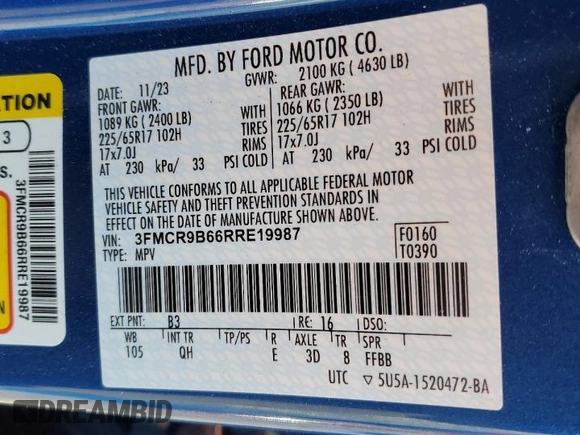 MFD. BY FORD MOTOR CO.
DATE: 11/23 GVWR: 2100 KG ( 4630 LB)
FRONT GAWR: REAR GAWR:
1089 KG ( 2400 LB) WITH 1066 KG ( 2350 LB) WITH
225/65R17 102H TIRES 225/65R17 102H TIRES
17x7.0J RIMS 17x7.0J RIMS
AT 230 kPa/ 33 PSI COLD AT 230 kPa/ 33 PSI COLD
THIS VEHICLE CONFORMS TO ALL APPLICABLE FEDERAL MOTOR
VEHICLE SAFETY AND THEFT PREVENTION STANDARDS IN
EFFECT ON THE DATE OF MANUFACTURE SHOWN ABOVE.
VIN: 3FMCR9B66RRE19987 F0160
TYPE: MPV T0390
EXT PNT: B3 RE: 16 DSO:
WB INT TR TP/PS R AXLE TR SPR
105 QH E 3D 8 FFBB
UTC ▽ 5U5A-1520472-BA
ATION
3
S.
3FMCR9B66RRE19987
DREAMBID